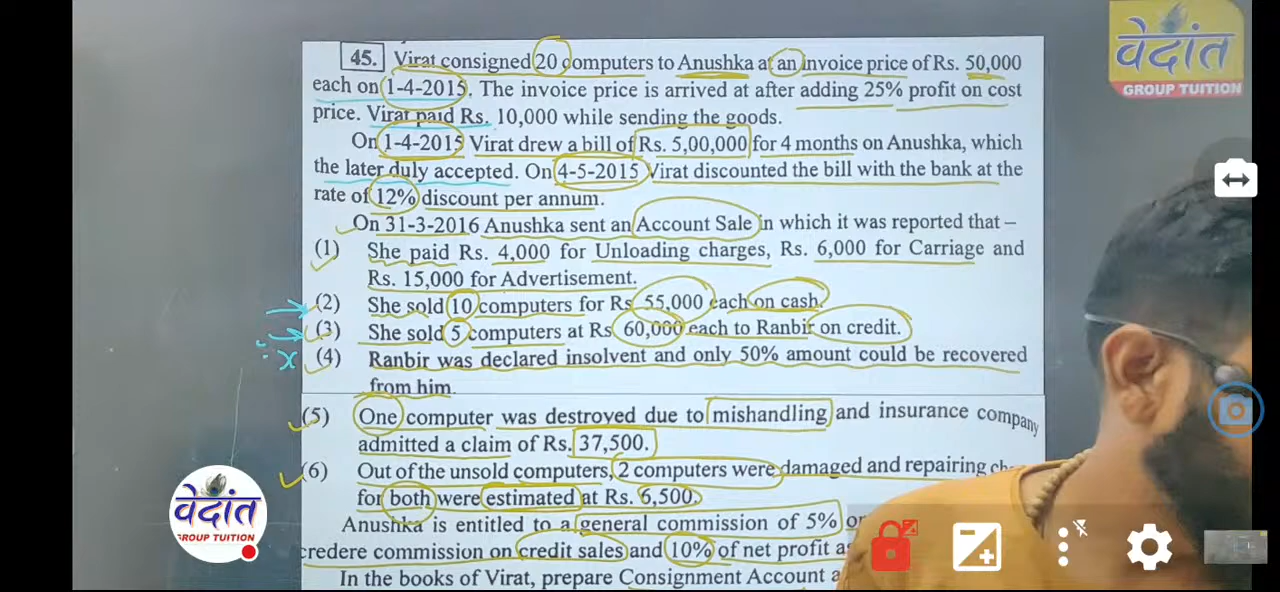 वेदांत
GROUP TUITION
45. Virat consigned 20 computers to Anushka at an invoice price of Rs. 50,000
each on 1-4-2015. The invoice price is arrived at after adding 25% profit on cost
price. Virat paid Rs. 10,000 while sending the goods.
On 1-4-2015 Virat drew a bill of Rs. 5,00,000 for 4 months on Anushka, which
the later duly accepted. On 4-5-2015 Virat discounted the bill with the bank at the
rate of 12% discount per annum.
On 31-3-2016 Anushka sent an Account Sale in which it was reported that –
(1) She paid Rs. 4,000 for Unloading charges, Rs. 6,000 for Carriage and
Rs. 15,000 for Advertisement.
(2) She sold 10 computers for Rs. 55,000 each on cash.
(3) She sold 5 computers at Rs. 60,000 each to Ranbir on credit.
(4) Ranbir was declared insolvent and only 50% amount could be recovered
from him.
(5) One computer was destroyed due to mishandling and insurance company
admitted a claim of Rs. 37,500.
(6) Out of the unsold computers, 2 computers were damaged and repairing
for both were estimated at Rs. 6,500.
Anushka is entitled to a general commission of 5%
credere commission on credit sales and 10% of net profit
In the books of Virat, prepare Consignment Account
वेदांत
GROUP TUITION